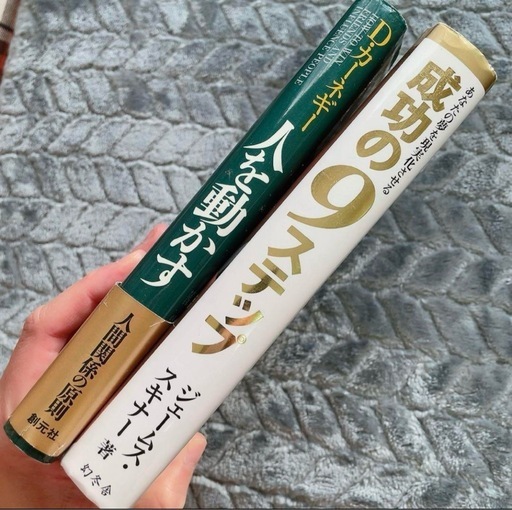 D・カーネギー
人を動かす
人間関係の原則
創元社
あなたの夢を現実化させる
成功の9ステップ
ジェームス・
スキナー 著
幻冬舎